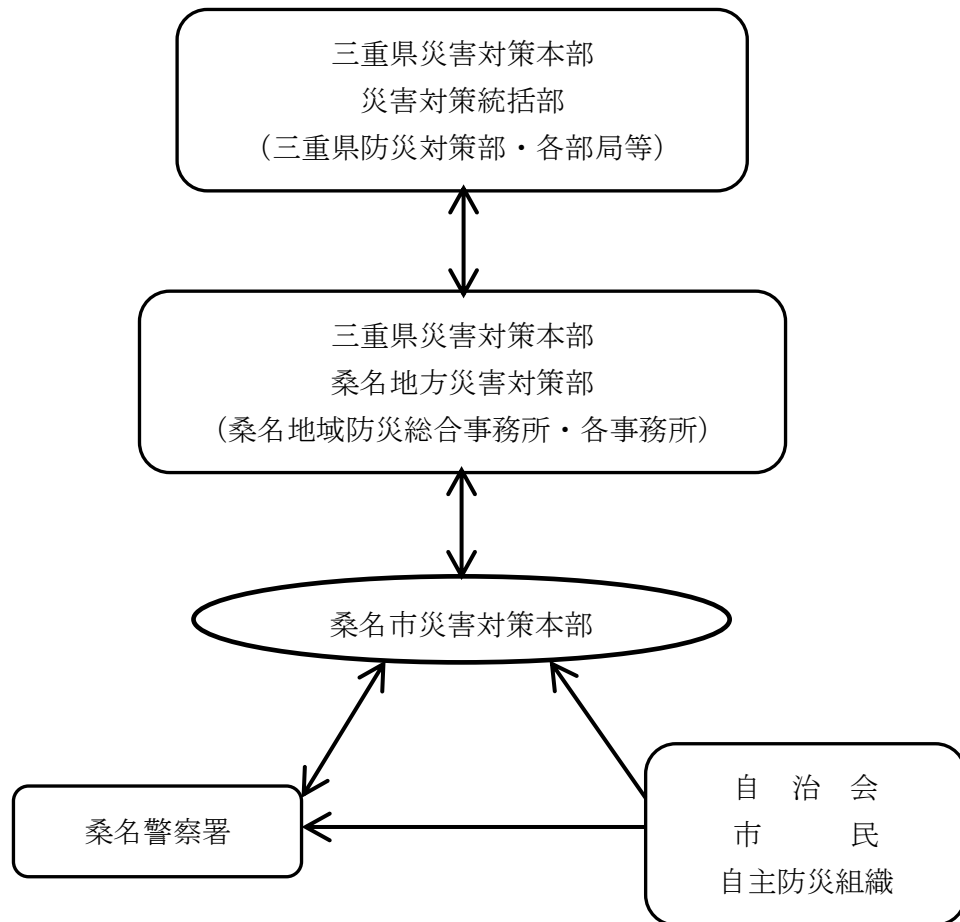 三重県災害対策本部
災害対策統括部
（三重県防災対策部・各部局等）
三重県災害対策本部
桑名地方災害対策部
（桑名地域防災総合事務所・各事務所）
桑名市災害対策本部
桑名警察署
自　治　会
市　　　民
自主防災組織